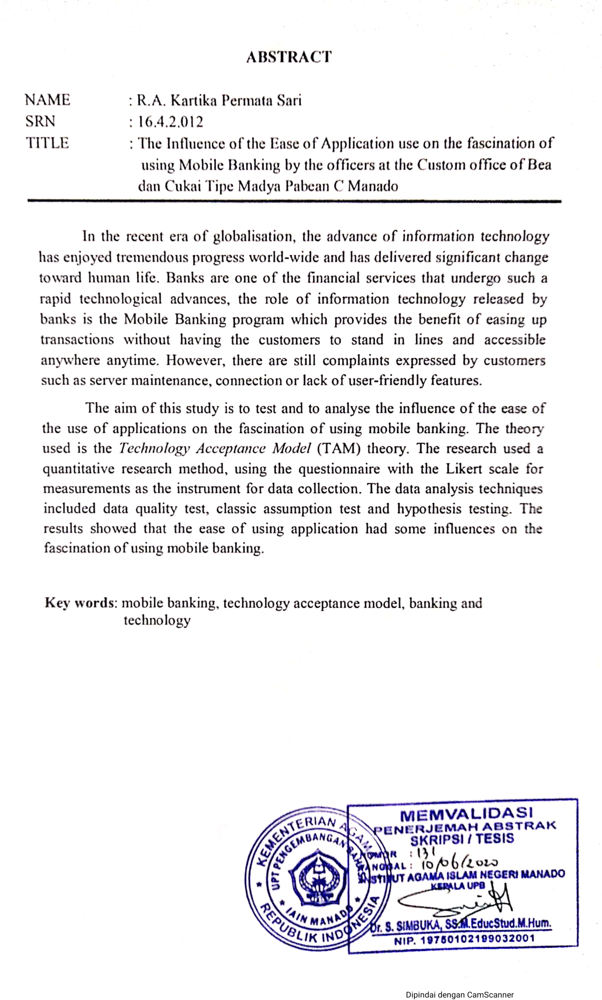 ABSTRACT
NAME : R.A. Kartika Permata Sari
SRN : 16.4.2.012
TITLE : The Influence of the Ease of Application use on the fascination of
using Mobile Banking by the officers at the Custom office of Bea
dan Cukai Tipe Madya Pabean C Manado
In the recent era of globalisation, the advance of information technology
has enjoyed tremendous progress world-wide and has delivered significant change
toward human life. Banks are one of the financial services that undergo such a
rapid technological advances, the role of information technology released by
banks is the Mobile Banking program which provides the benefit of easing up
transactions without having the customers to stand in lines and accessible
anywhere anytime. However, there are still complaints expressed by customers
such as server maintenance, connection or lack of user-friendly features.
The aim of this study is to test and to analyse the influence of the ease of
the use of applications on the fascination of using mobile banking. The theory
used is the Technology Acceptance Model (TAM) theory. The research used a
quantitative research method, using the questionnaire with the Likert scale for
measurements as the instrument for data collection. The data analysis techniques
included data quality test, classic assumption test and hypothesis testing. The
results showed that the ease of using application had some influences on the
fascination of using mobile banking.
Key words: mobile banking, technology acceptance model, banking and
technology
KEMENTERIAN AGAMA
UPT PENGEMBANGAN BAHASA
IAIN MANADO
REPUBLIK INDONESIA
MEMVALIDASI
PENERJEMAH ABSTRAK
SKRIPSI / TESIS
NOMOR : 131
TANGGAL : 10/06/2020
INSTITUT AGAMA ISLAM NEGERI MANADO
KEPALA UPB
Dr. S. SIMBUKA, SS.M.EducStud.M.Hum.
NIP. 19750102199032001
Dipindai dengan CamScanner